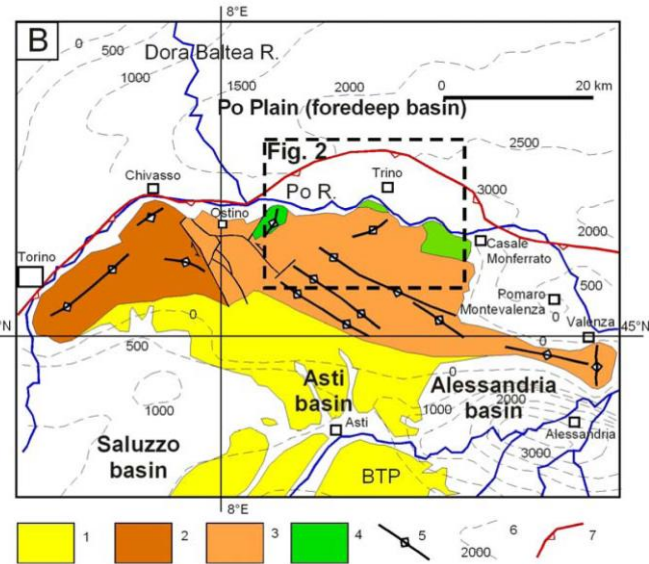 B
8°E
0
500
1000
Dora Baltea R.
1500
2000
0
20 km
Po Plain (foredeep basin)
Fig. 2
2500
Chivasso
Trino
Po R.
3000
Ostino
2000
Torino
Casale
Monferrato
500
Pomaro
Montevalenza
0
0
Valenza
°N
45°N
500
0
0
Asti
basin
Alessandria
basin
1000
2000
1000
Saluzzo
basin
Asti
Alessandria
3000
BTP
8°E
1
2
3
4
5
6
2000
7